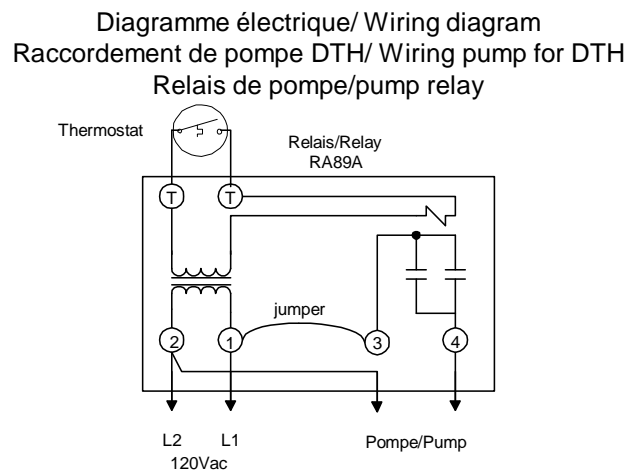 Diagramme électrique/ Wiring diagram
Raccordement de pompe DTH/ Wiring pump for DTH
Relais de pompe/pump relay
Thermostat
Relais/Relay
RA89A
T T
jumper
2 1 3 4
L2 L1 Pompe/Pump
120Vac